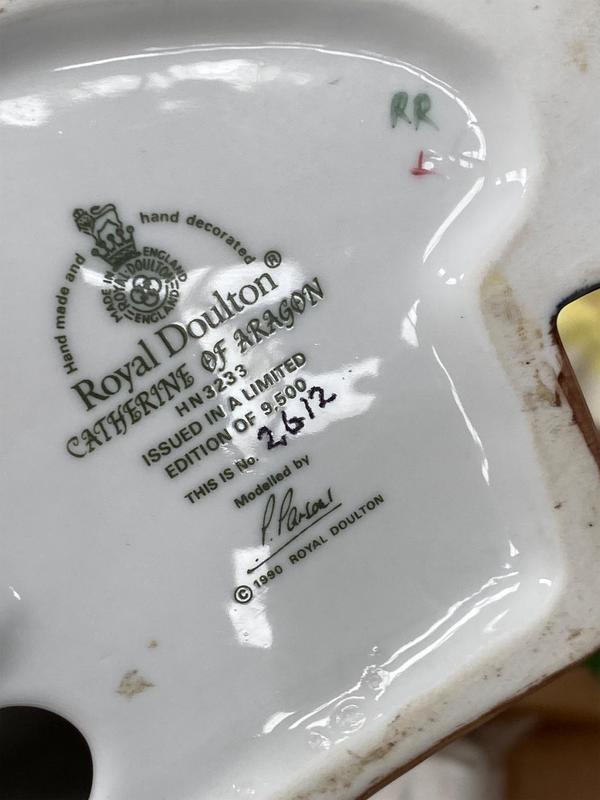 RR
Hand made and hand decorated
MADE IN ENGLAND
ROYAL·DOULTON
ENGLAND
Royal Doulton®
CATHERINE OF ARAGON
HN 3233
ISSUED IN A LIMITED
EDITION OF 9,500
THIS IS No. 2612
Modelled by
P. Parsons
© 1990 ROYAL DOULTON